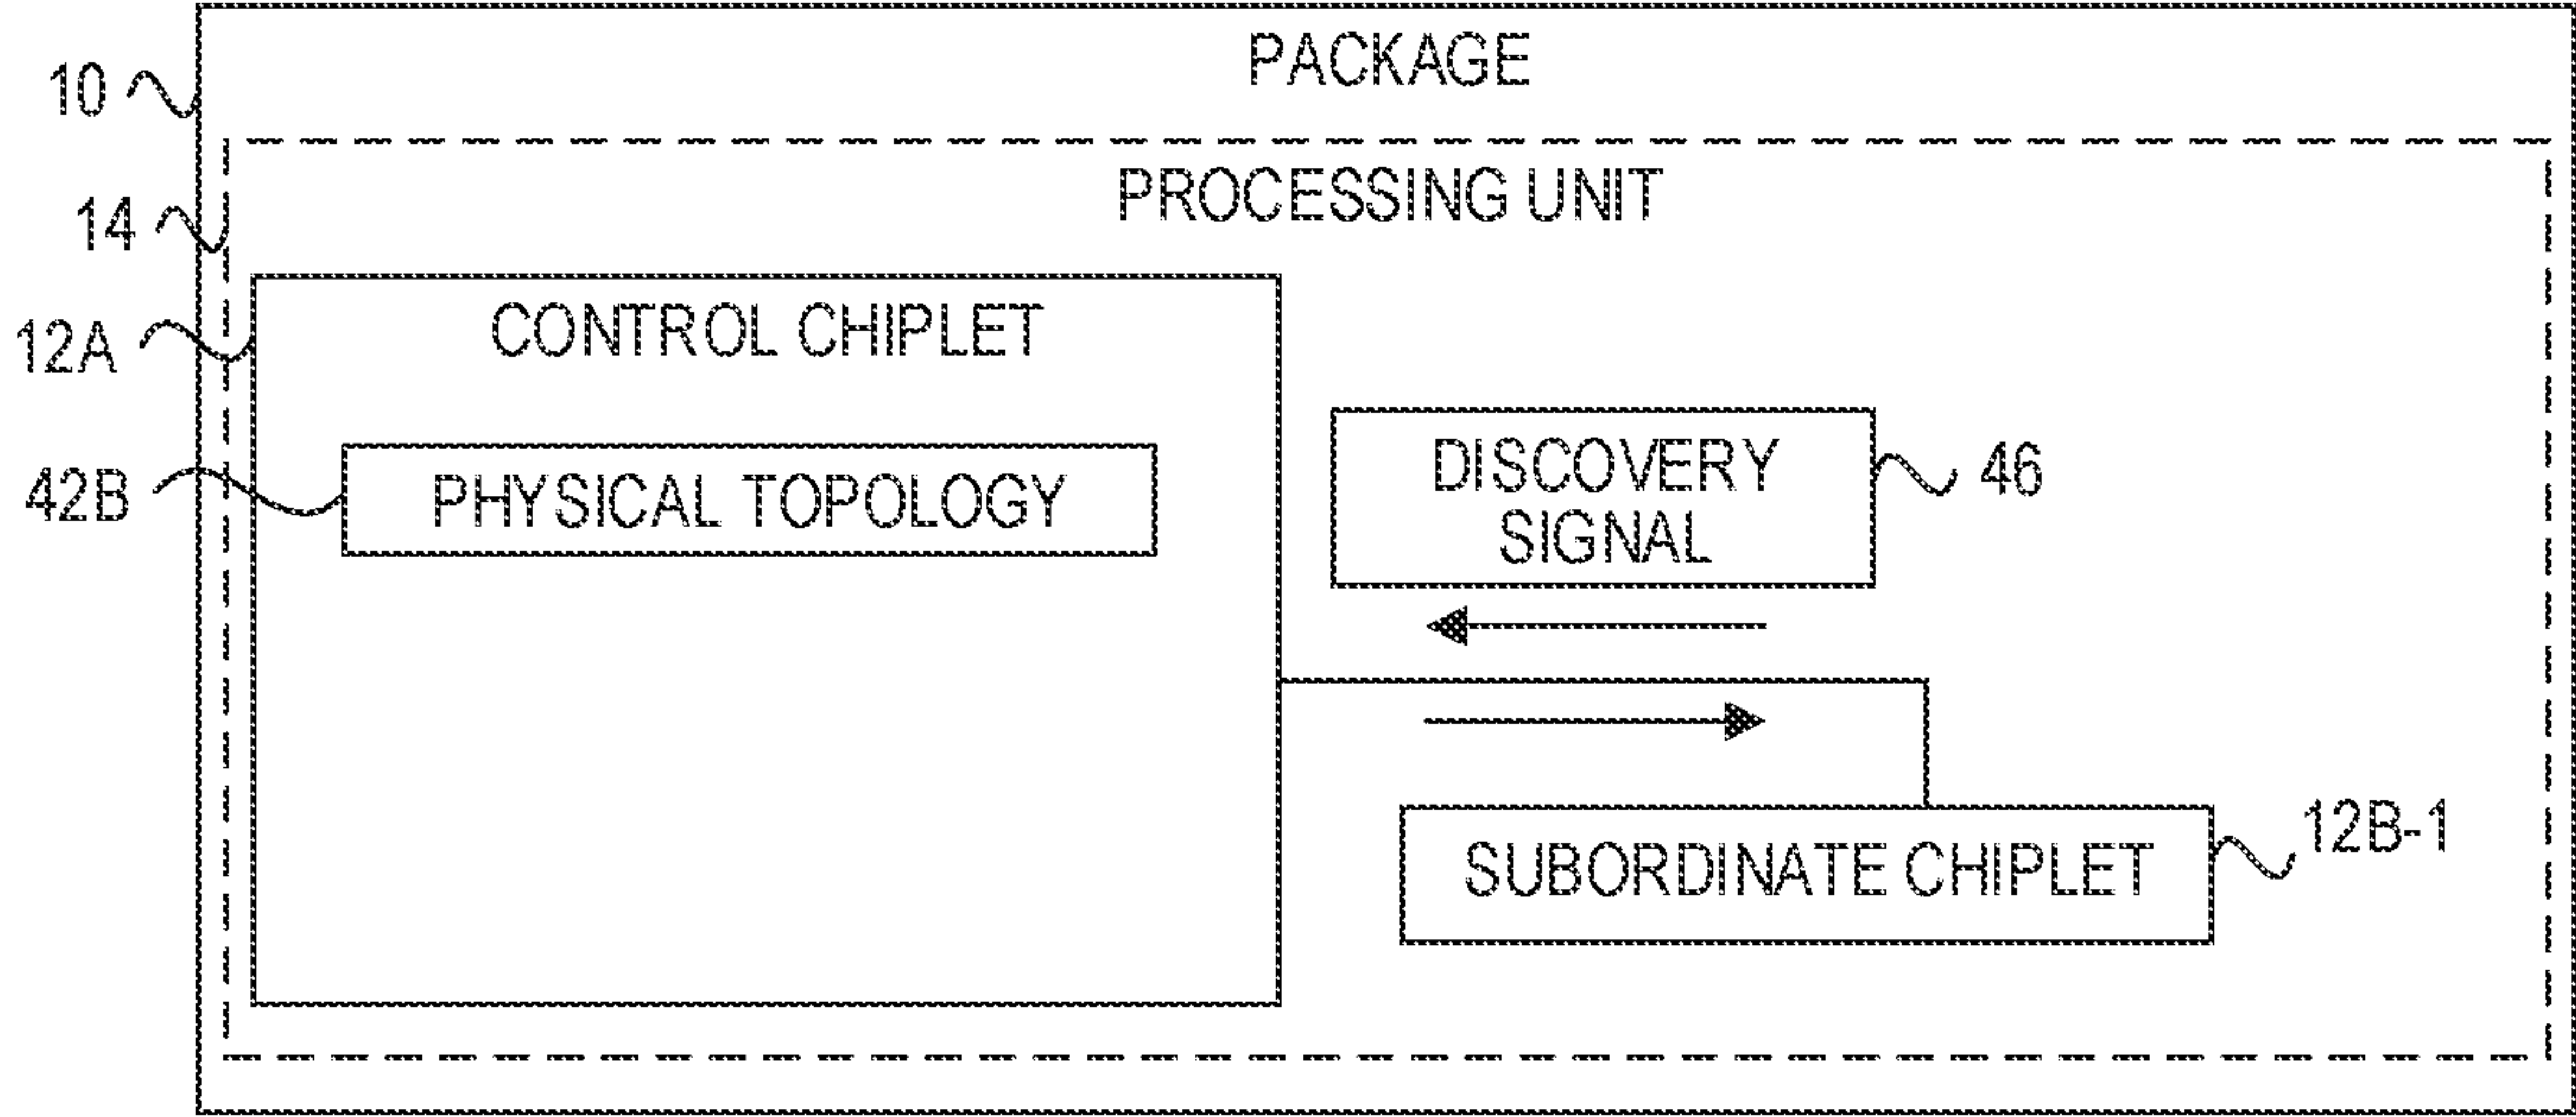 PACKAGE
10
PROCESSING UNIT
14
CONTROL CHIPLET
12A
PHYSICAL TOPOLOGY
42B
DISCOVERY
SIGNAL
46
SUBORDINATE CHIPLET
12B-1